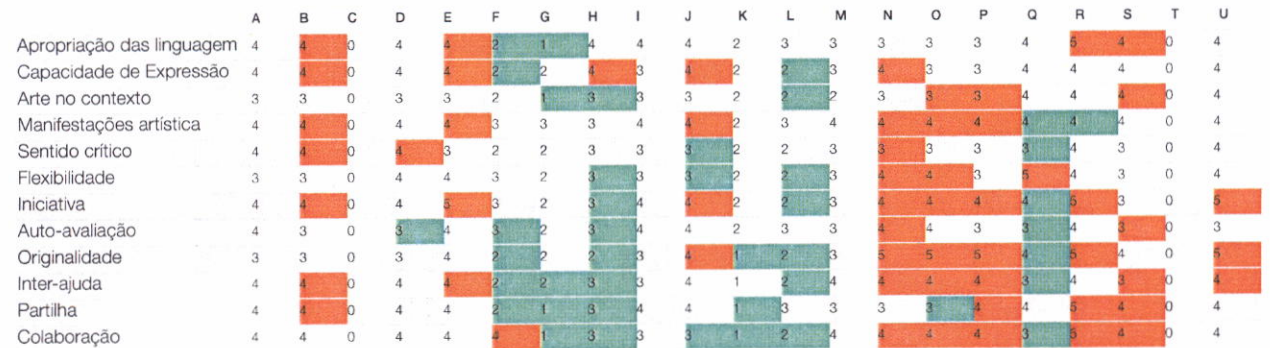 A B C D E F G H I J K L M N O P Q R S T U
Apropriação das linguagem 4 4 0 4 4 2 1 4 4 4 2 3 3 3 3 3 4 5 4 0 4
Capacidade de Expressão 4 4 0 4 4 2 2 4 3 4 2 2 3 4 3 3 4 4 4 0 4
Arte no contexto 3 3 0 3 3 2 1 3 3 3 2 2 2 3 3 3 4 4 4 0 4
Manifestações artística 4 4 0 4 4 3 3 3 4 4 2 3 4 4 4 4 4 4 4 0 4
Sentido crítico 4 4 0 4 3 2 2 3 3 3 2 2 3 3 3 3 3 4 3 0 4
Flexibilidade 3 3 0 4 4 3 2 3 3 3 2 2 3 4 4 3 5 4 3 0 4
Iniciativa 4 4 0 4 5 3 2 3 4 4 2 2 3 4 4 4 4 5 3 0 5
Auto-avaliação 4 3 0 3 4 3 2 3 4 4 2 3 3 4 4 3 3 4 3 0 3
Originalidade 3 3 0 3 4 2 2 2 3 4 1 2 3 5 5 5 4 5 4 0 5
Inter-ajuda 4 4 0 4 4 2 2 3 3 4 1 2 4 4 4 4 3 4 3 0 4
Partilha 4 4 0 4 4 2 1 3 4 4 1 3 3 3 3 4 4 5 4 0 4
Colaboração 4 4 0 4 4 4 1 3 3 3 1 2 4 4 4 4 3 5 4 0 4